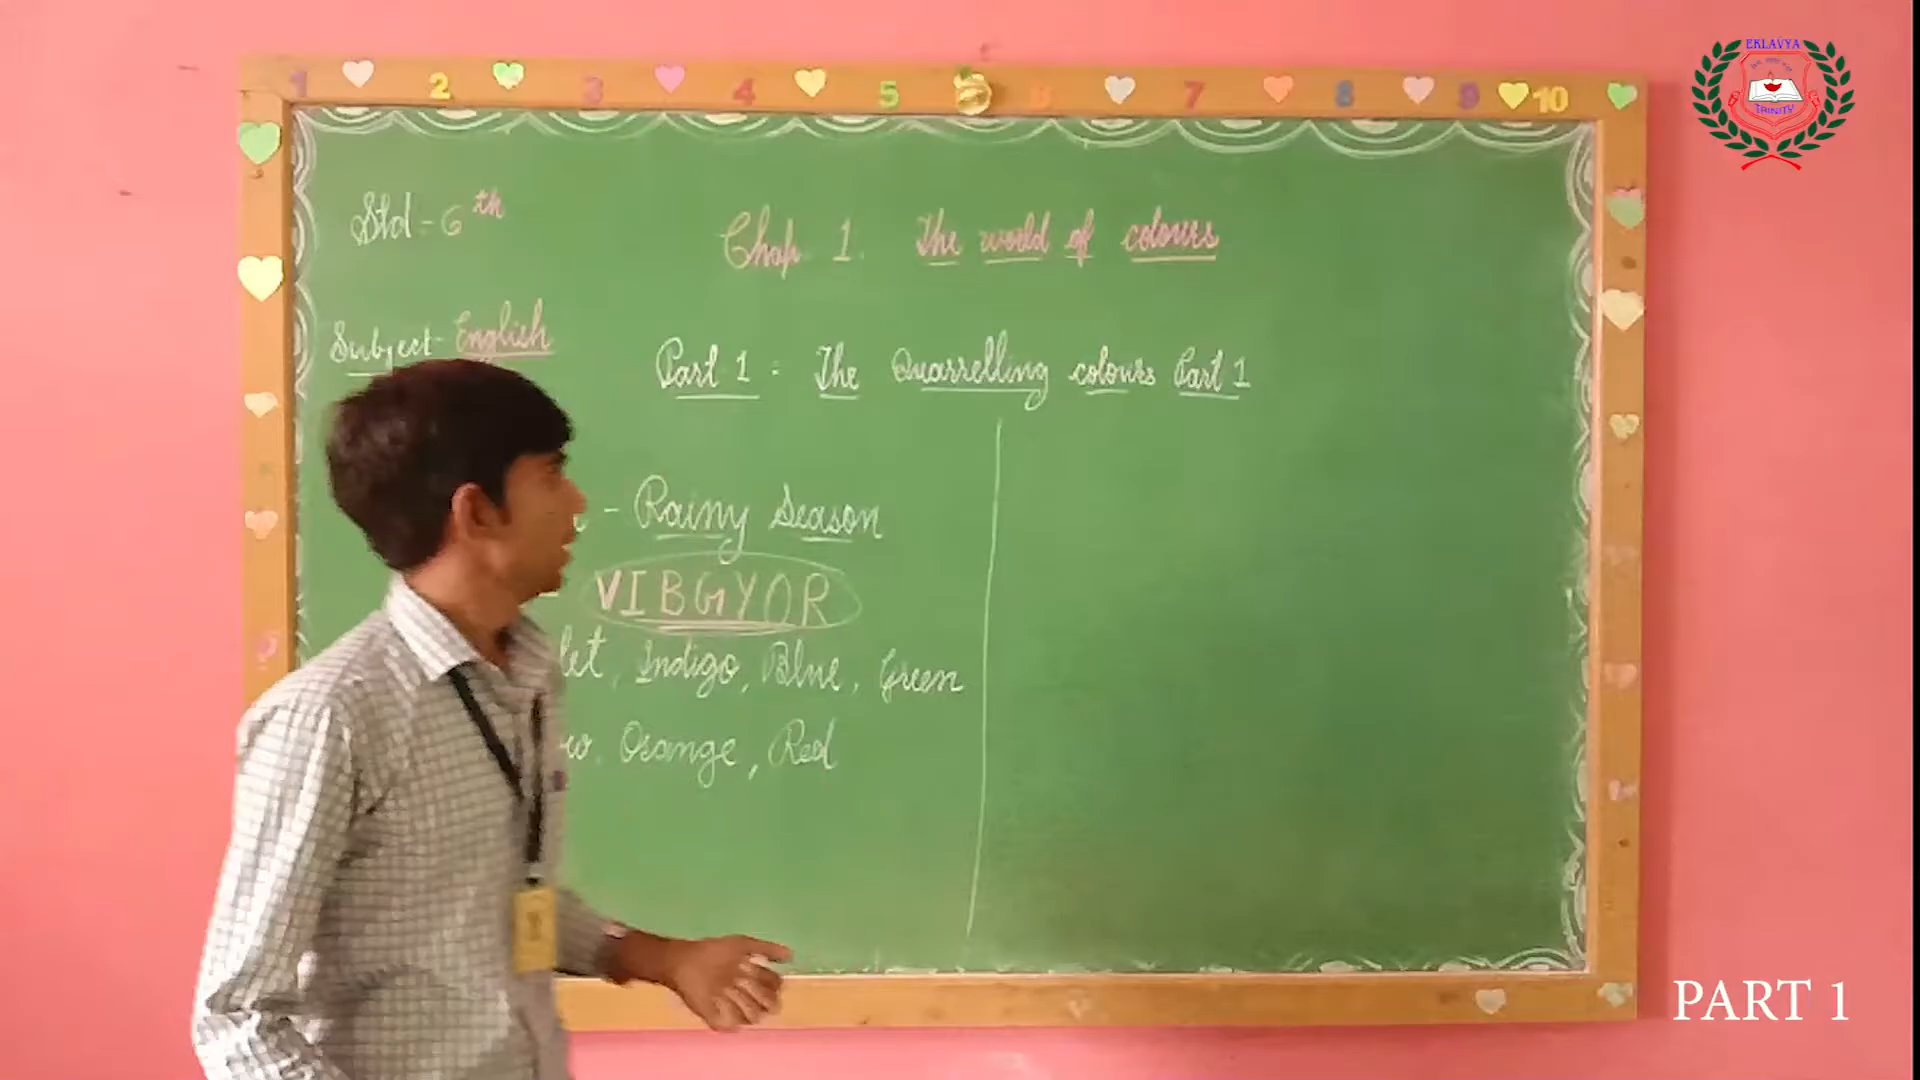 1 2 3 4 5 6 7 8 9 10
EKLAVYA
TRINITY
Std - 6th
Chap 1. The world of colours
Subject - English
Part 1 : The Quarrelling colours Part 1
- Rainy Season
VIBGYOR
let, Indigo, Blue, Green
ow, Orange, Red
PART 1